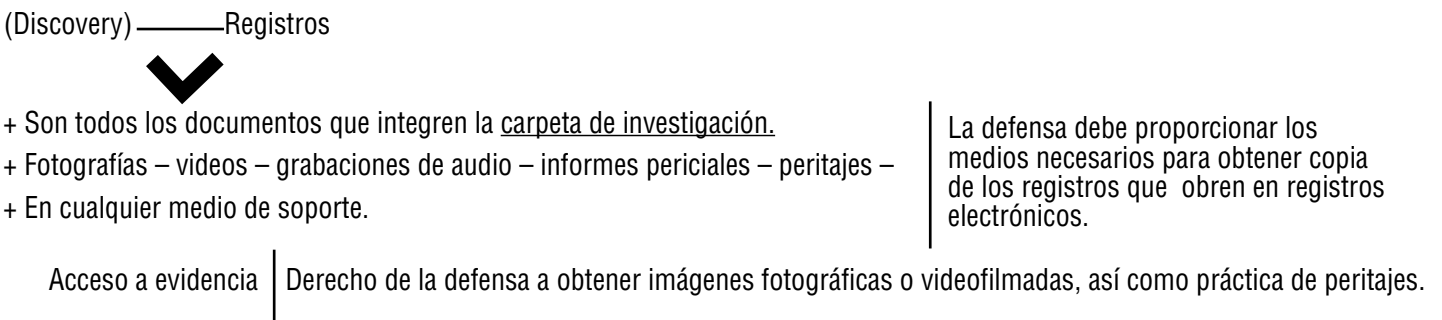 (Discovery) Registros
+ Son todos los documentos que integren la carpeta de investigación.
+ Fotografías – videos – grabaciones de audio – informes periciales – peritajes –
+ En cualquier medio de soporte.
La defensa debe proporcionar los
medios necesarios para obtener copia
de los registros que obren en registros
electrónicos.
Acceso a evidencia
Derecho de la defensa a obtener imágenes fotográficas o videofilmadas, así como práctica de peritajes.